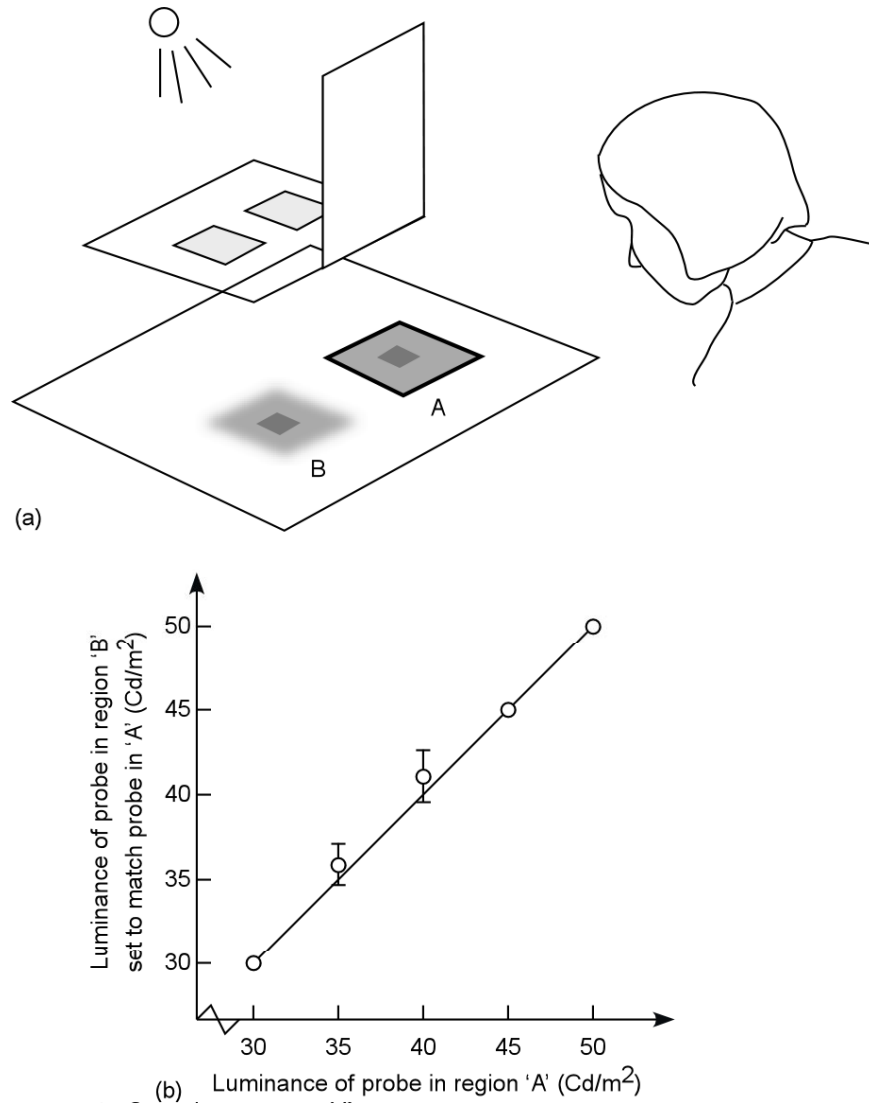 A
B
(a)
Luminance of probe in region 'B'
set to match probe in 'A' (Cd/m2)
50
45
40
35
30
30 35 40 45 50
(b) Luminance of probe in region 'A' (Cd/m2)